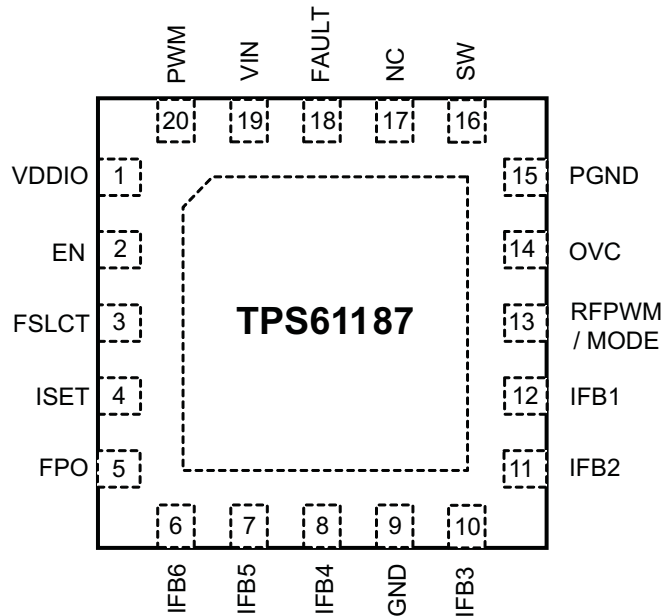 PWM
VIN
FAULT
NC
SW
20
19
18
17
16
VDDIO 1
15 PGND
EN 2
14 OVC
FSLCT 3
TPS61187
13 RFPWM
/ MODE
ISET 4
12 IFB1
FPO 5
11 IFB2
6
7
8
9
10
IFB6
IFB5
IFB4
GND
IFB3